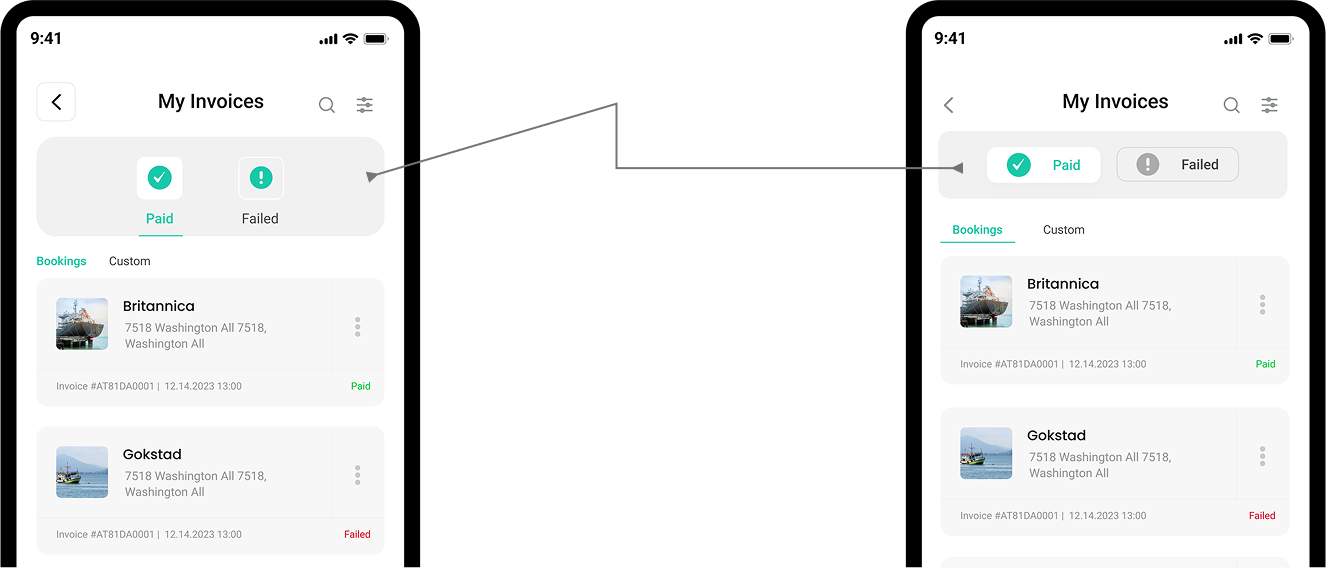 9:41
My Invoices
Paid
Failed
Bookings
Custom
Britannica
7518 Washington All 7518,
Washington All
Invoice #AT81DA0001 | 12.14.2023 13:00
Paid
Gokstad
7518 Washington All 7518,
Washington All
Invoice #AT81DA0001 | 12.14.2023 13:00
Failed
9:41
My Invoices
Paid
Failed
Bookings
Custom
Britannica
7518 Washington All 7518,
Washington All
Invoice #AT81DA0001 | 12.14.2023 13:00
Paid
Gokstad
7518 Washington All 7518,
Washington All
Invoice #AT81DA0001 | 12.14.2023 13:00
Failed